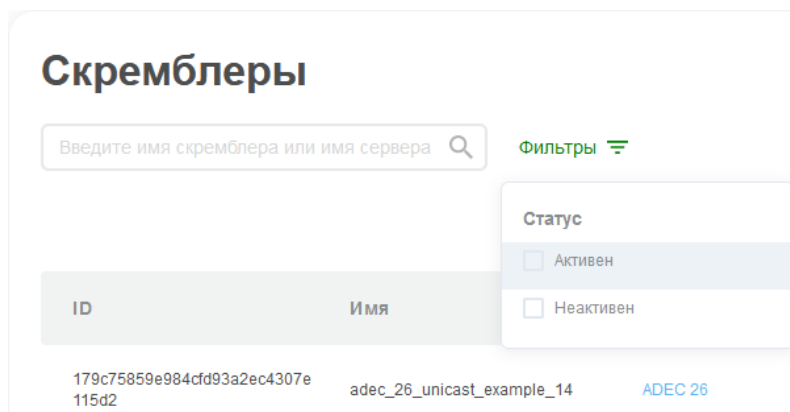 Скремблеры
Введите имя скремблера или имя сервера
Фильтры
Статус
Активен
Неактивен
ID Имя
179c75859e984cfd93a2ec4307e
115d2
adec_26_unicast_example_14 ADEC 26